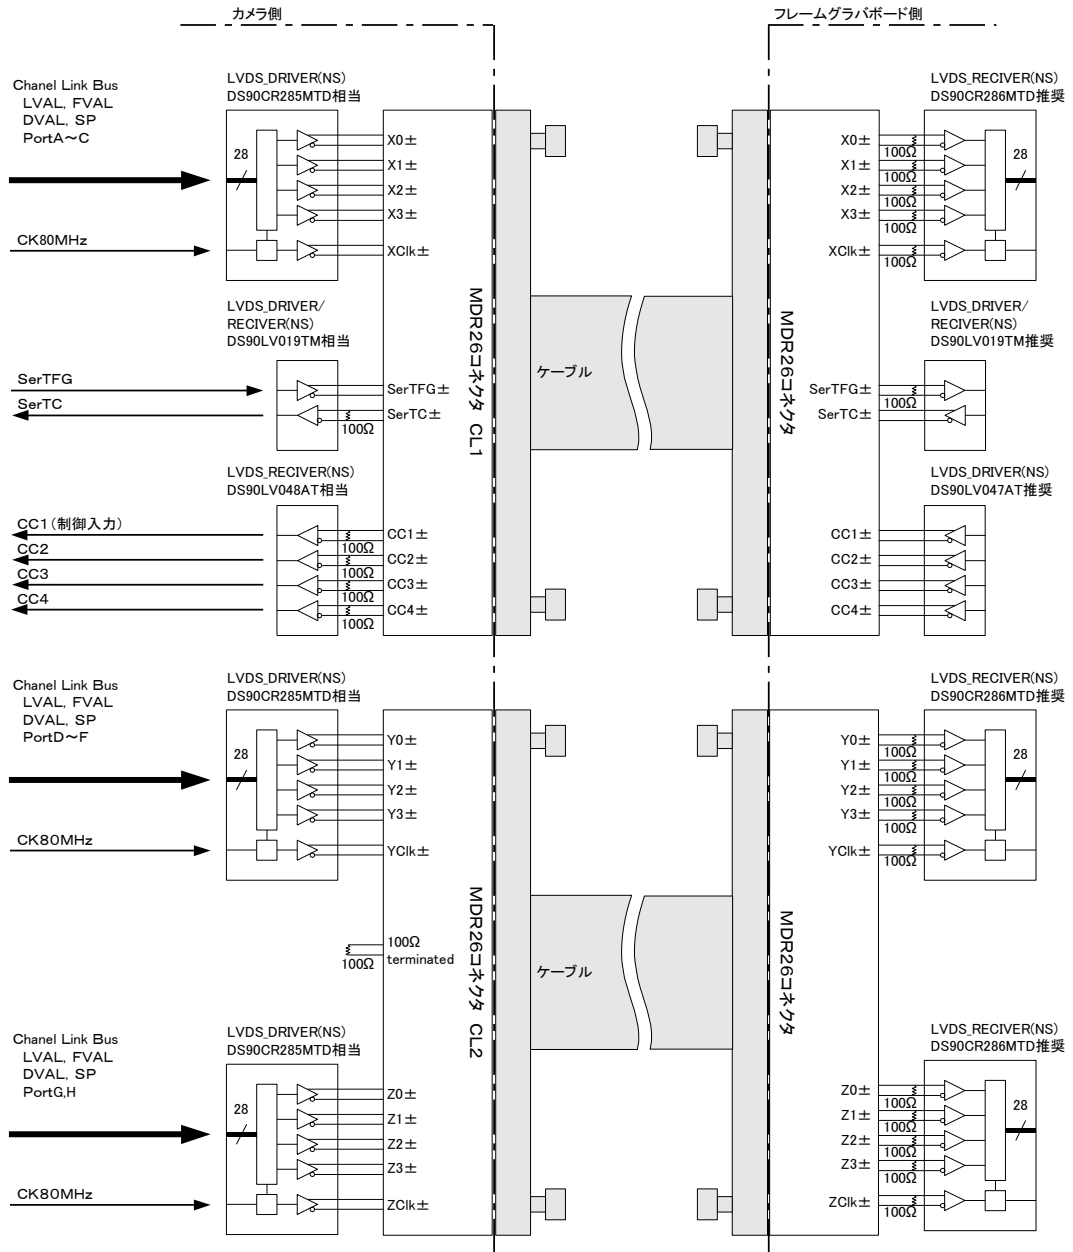 カメラ側
フレームグラバボード側
Chanel Link Bus
LVAL, FVAL
DVAL, SP
PortA～C
LVDS_DRIVER(NS)
DS90CR285MTD相当
28
CK80MHz
X0±
X1±
X2±
X3±
XClk±
LVDS_DRIVER/
RECIVER(NS)
DS90LV019TM相当
SerTFG
SerTC
SerTFG±
SerTC±
100Ω
LVDS_RECIVER(NS)
DS90LV048AT相当
CC1(制御入力)
CC2
CC3
CC4
CC1±
100Ω
CC2±
100Ω
CC3±
100Ω
CC4±
100Ω
MDR26コネクタ CL1
ケーブル
MDR26コネクタ
LVDS_RECIVER(NS)
DS90CR286MTD推奨
X0±
100Ω
X1±
100Ω
X2±
100Ω
X3±
100Ω
XClk±
100Ω
28
LVDS_DRIVER/
RECIVER(NS)
DS90LV019TM推奨
SerTFG±
100Ω
SerTC±
LVDS_DRIVER(NS)
DS90LV047AT推奨
CC1±
CC2±
CC3±
CC4±
Chanel Link Bus
LVAL, FVAL
DVAL, SP
PortD～F
LVDS_DRIVER(NS)
DS90CR285MTD相当
28
CK80MHz
Y0±
Y1±
Y2±
Y3±
YClk±
100Ω
terminated
100Ω
Chanel Link Bus
LVAL, FVAL
DVAL, SP
PortG,H
LVDS_DRIVER(NS)
DS90CR285MTD相当
28
CK80MHz
Z0±
Z1±
Z2±
Z3±
ZClk±
MDR26コネクタ CL2
ケーブル
MDR26コネクタ
LVDS_RECIVER(NS)
DS90CR286MTD推奨
Y0±
100Ω
Y1±
100Ω
Y2±
100Ω
Y3±
100Ω
YClk±
100Ω
28
LVDS_RECIVER(NS)
DS90CR286MTD推奨
Z0±
100Ω
Z1±
100Ω
Z2±
100Ω
Z3±
100Ω
ZClk±
100Ω
28